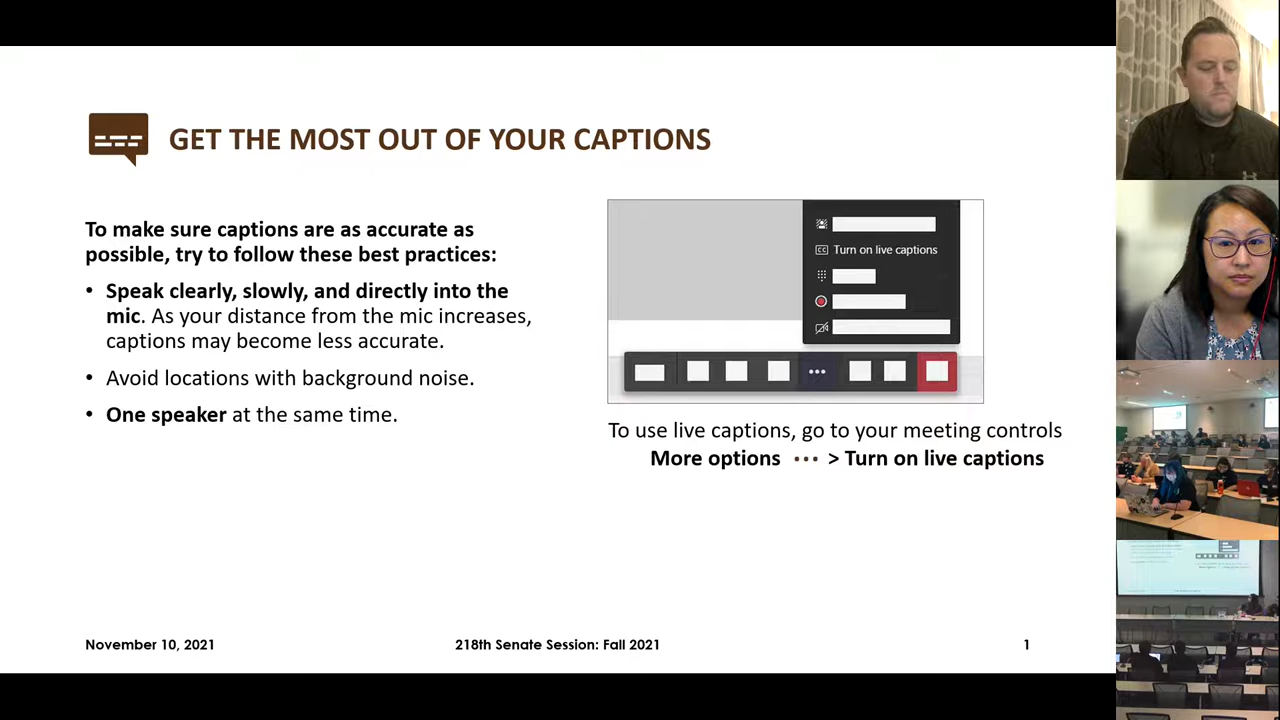 GET THE MOST OUT OF YOUR CAPTIONS
To make sure captions are as accurate as
possible, try to follow these best practices:
• Speak clearly, slowly, and directly into the
mic. As your distance from the mic increases,
captions may become less accurate.
• Avoid locations with background noise.
• One speaker at the same time.
CC Turn on live captions
To use live captions, go to your meeting controls
More options ••• > Turn on live captions
November 10, 2021
218th Senate Session: Fall 2021
1